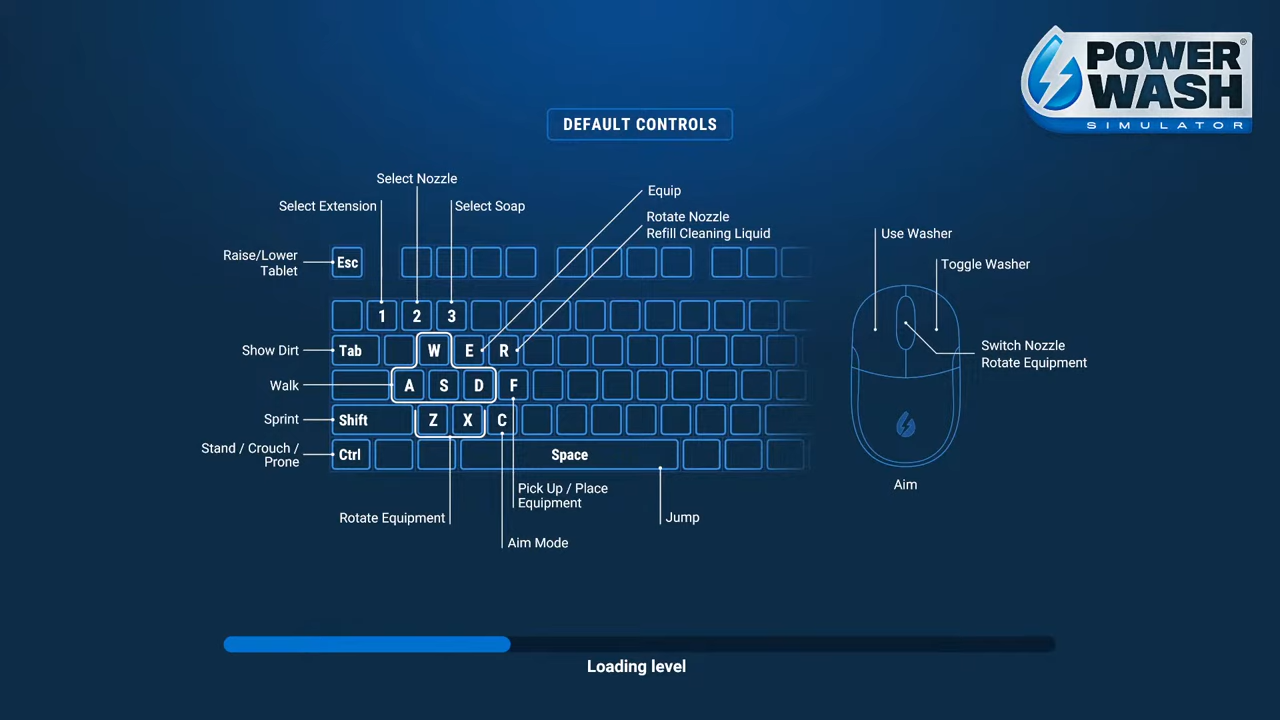 POWER
WASH
SIMULATOR
®
DEFAULT CONTROLS
Select Nozzle
Select Extension
Select Soap
Equip
Rotate Nozzle
Refill Cleaning Liquid
Use Washer
Toggle Washer
Raise/Lower
Tablet
Esc
1 2 3
Show Dirt
Tab W E R
Switch Nozzle
Rotate Equipment
Walk
A S D F
Sprint
Shift Z X C
Stand / Crouch /
Prone
Ctrl Space
Aim
Pick Up / Place
Equipment
Rotate Equipment
Jump
Aim Mode
Loading level